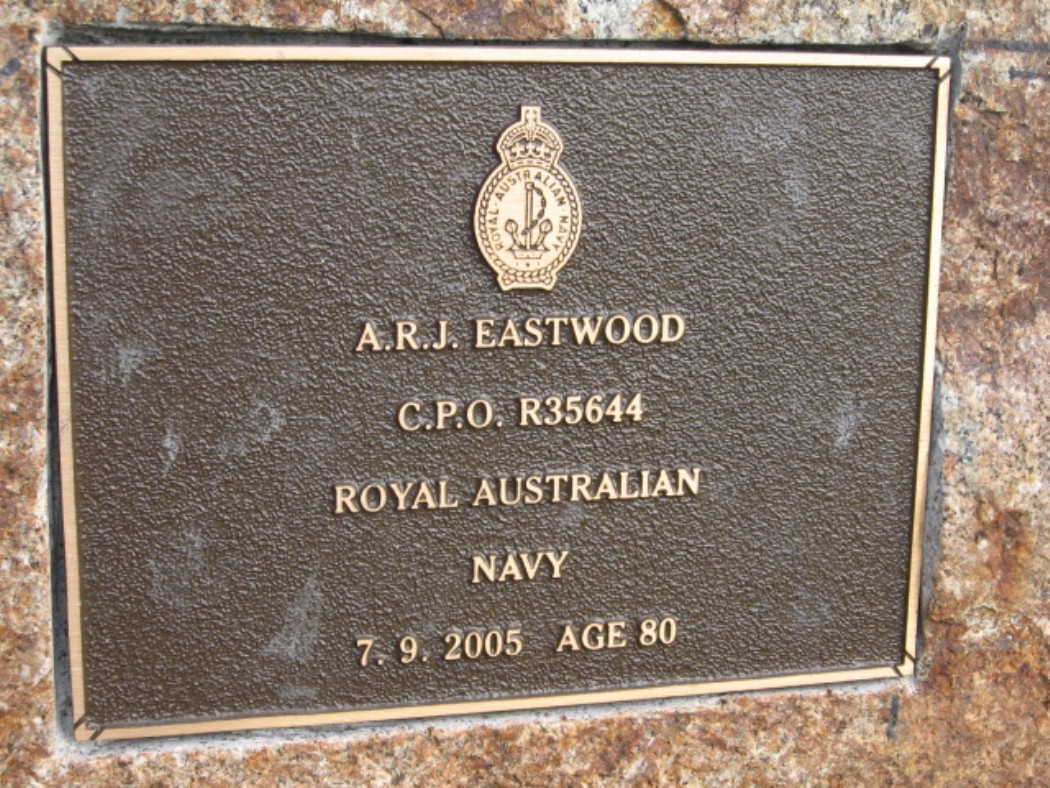 ROYAL AUSTRALIAN NAVY
A.R.J. EASTWOOD
C.P.O. R35644
ROYAL AUSTRALIAN
NAVY
7. 9. 2005 AGE 80